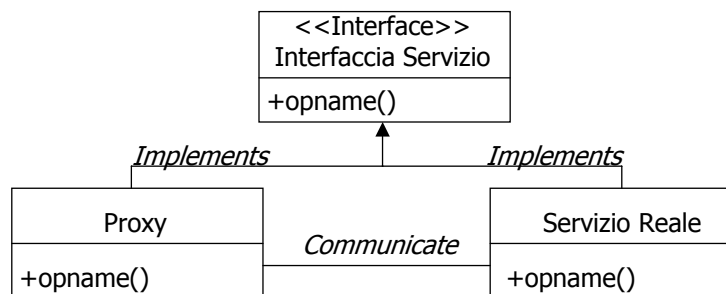 <<Interface>>
Interfaccia Servizio
+opname()
Implements
Implements
Proxy
+opname()
Communicate
Servizio Reale
+opname()